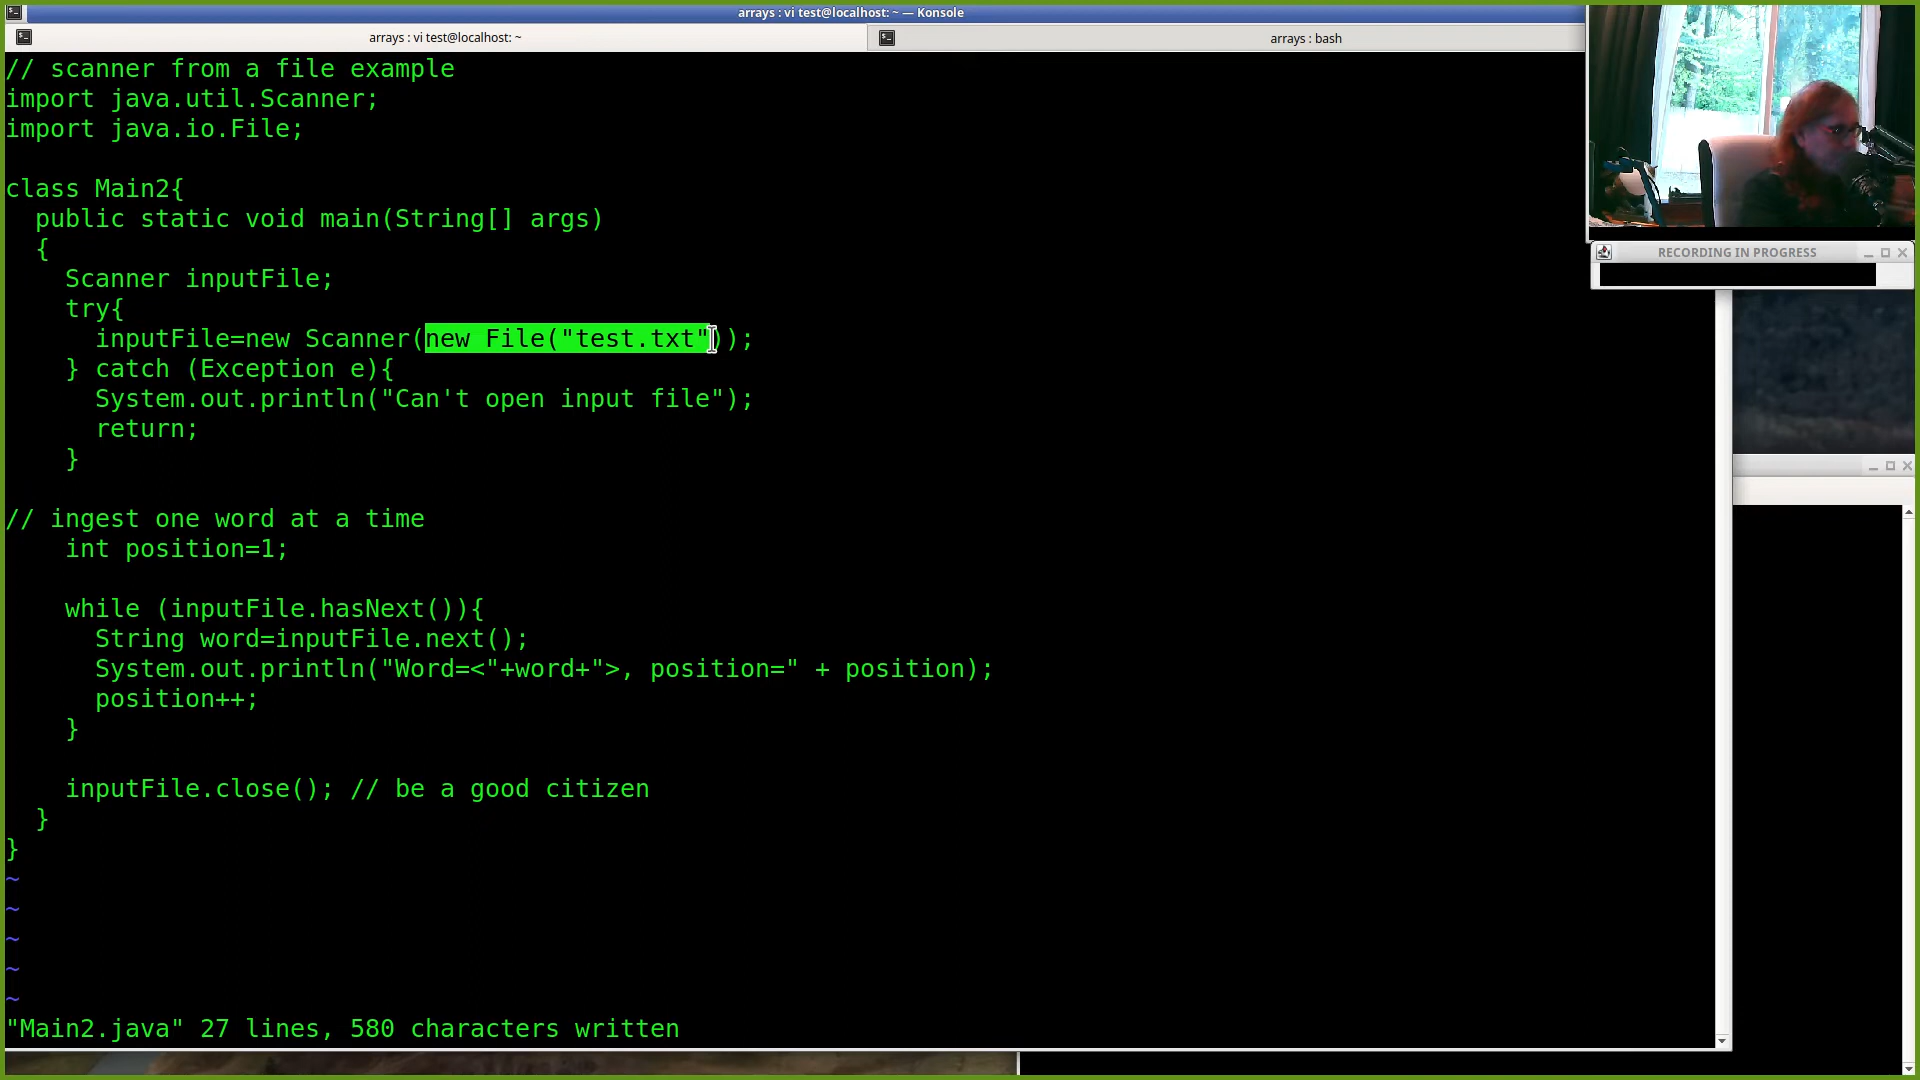 arrays : vi test@localhost: ~ — Konsole
arrays : vi test@localhost: ~
arrays : bash
// scanner from a file example
import java.util.Scanner;
import java.io.File;
class Main2{
  public static void main(String[] args)
  {
    Scanner inputFile;
    try{
      inputFile=new Scanner(new File("test.txt"));
    } catch (Exception e){
      System.out.println("Can't open input file");
      return;
    }
// ingest one word at a time
    int position=1;
    while (inputFile.hasNext()){
      String word=inputFile.next();
      System.out.println("Word=<"+word+">, position=" + position);
      position++;
    }
    inputFile.close(); // be a good citizen
  }
}
~
~
~
~
~
"Main2.java" 27 lines, 580 characters written
RECORDING IN PROGRESS